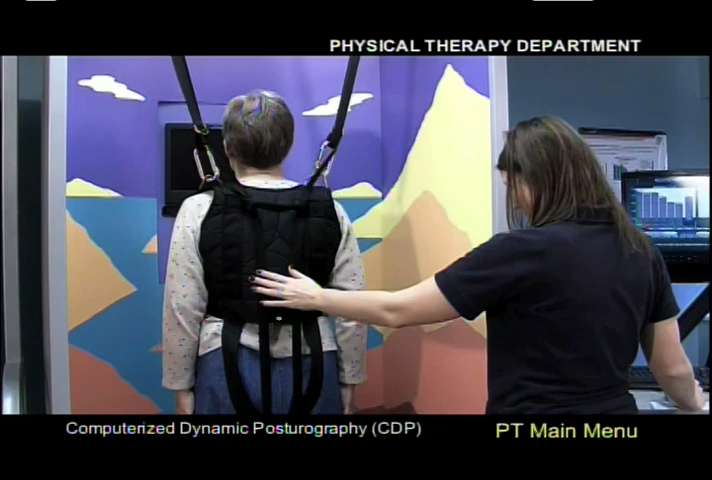 PHYSICAL THERAPY DEPARTMENT
Computerized Dynamic Posturography (CDP)
PT Main Menu